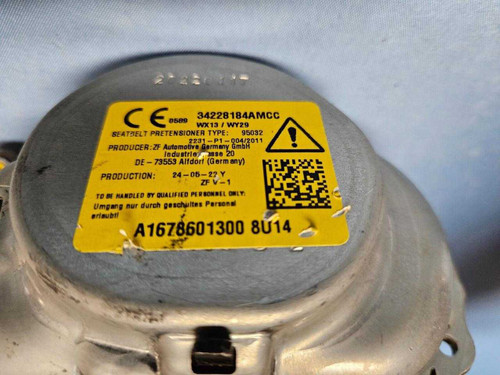 CE 0589 34228184AMCC
WX13 / WY29
SEATBELT PRETENSIONER TYPE: 95032
2231-P1-004/2011
PRODUCER: ZF Automotive Germany GmbH
Industriestrasse 20
DE - 73553 Alfdorf (Germany)
PRODUCTION: 24-05-22 Y
ZF V-1
TO BE HANDLED BY QUALIFIED PERSONNEL ONLY:
Umgang nur durch geschultes Personal
erlaubt!
A1678601300 8U14